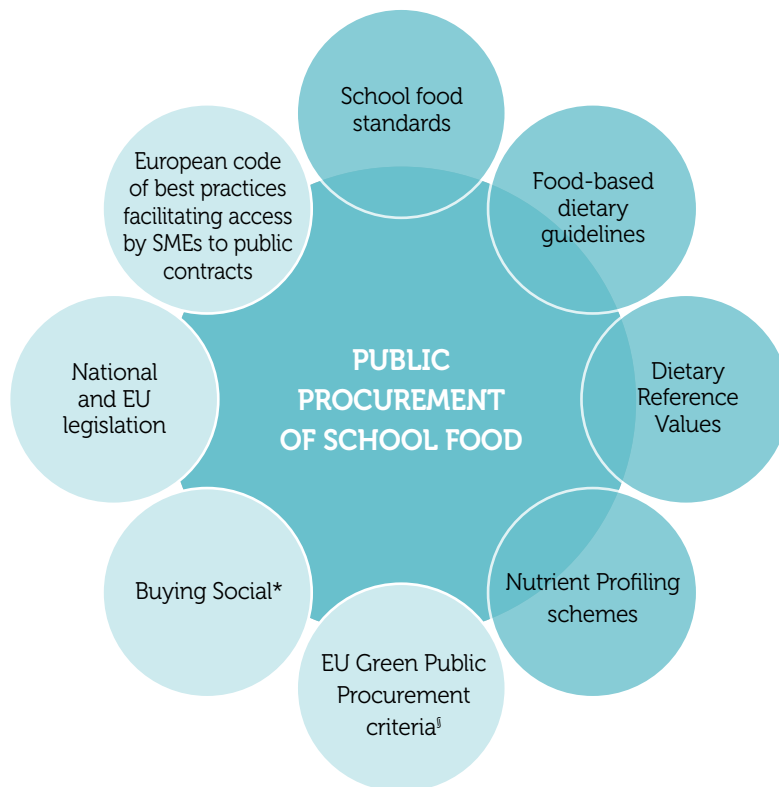 School food
standards
European code
of best practices
facilitating access
by SMEs to public
contracts
Food-based
dietary
guidelines
National
and EU
legislation
PUBLIC
PROCUREMENT
OF SCHOOL FOOD
Dietary
Reference
Values
Buying Social*
Nutrient Profiling
schemes
EU Green Public
Procurement
criteria§